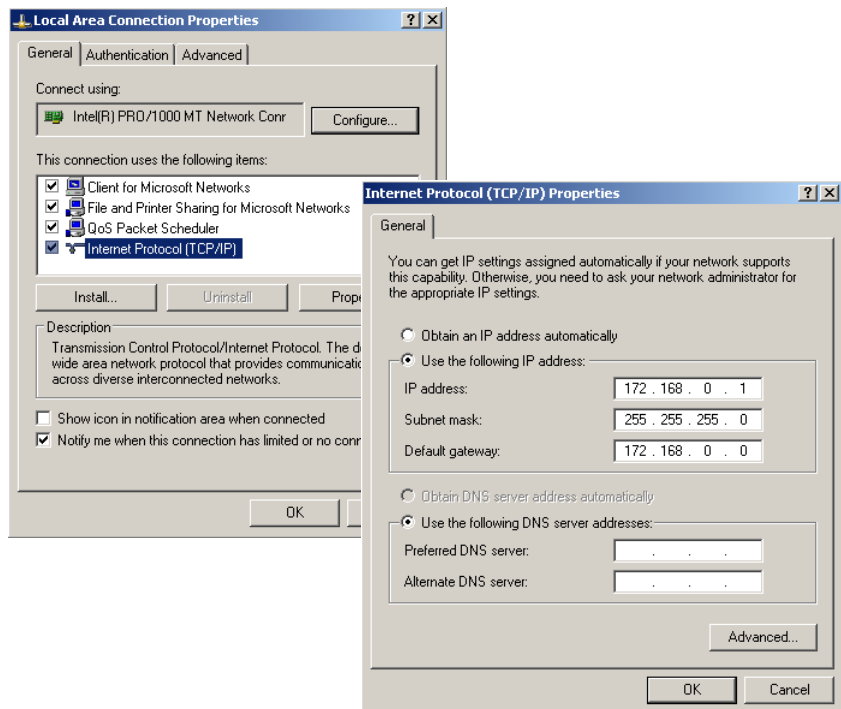 Local Area Connection Properties
General
Authentication
Advanced
Connect using:
Intel(R) PRO/1000 MT Network Conr
Configure...
This connection uses the following items:
Client for Microsoft Networks
File and Printer Sharing for Microsoft Networks
QoS Packet Scheduler
Internet Protocol (TCP/IP)
Install...
Uninstall
Prope
Description
Transmission Control Protocol/Internet Protocol. The d
wide area network protocol that provides communicatio
across diverse interconnected networks.
Show icon in notification area when connected
Notify me when this connection has limited or no conn
OK
Internet Protocol (TCP/IP) Properties
General
You can get IP settings assigned automatically if your network supports
this capability. Otherwise, you need to ask your network administrator for
the appropriate IP settings.
Obtain an IP address automatically
Use the following IP address:
IP address: 172 . 168 . 0 . 1
Subnet mask: 255 . 255 . 255 . 0
Default gateway: 172 . 168 . 0 . 0
Obtain DNS server address automatically
Use the following DNS server addresses:
Preferred DNS server: . . .
Alternate DNS server: . . .
Advanced...
OK
Cancel